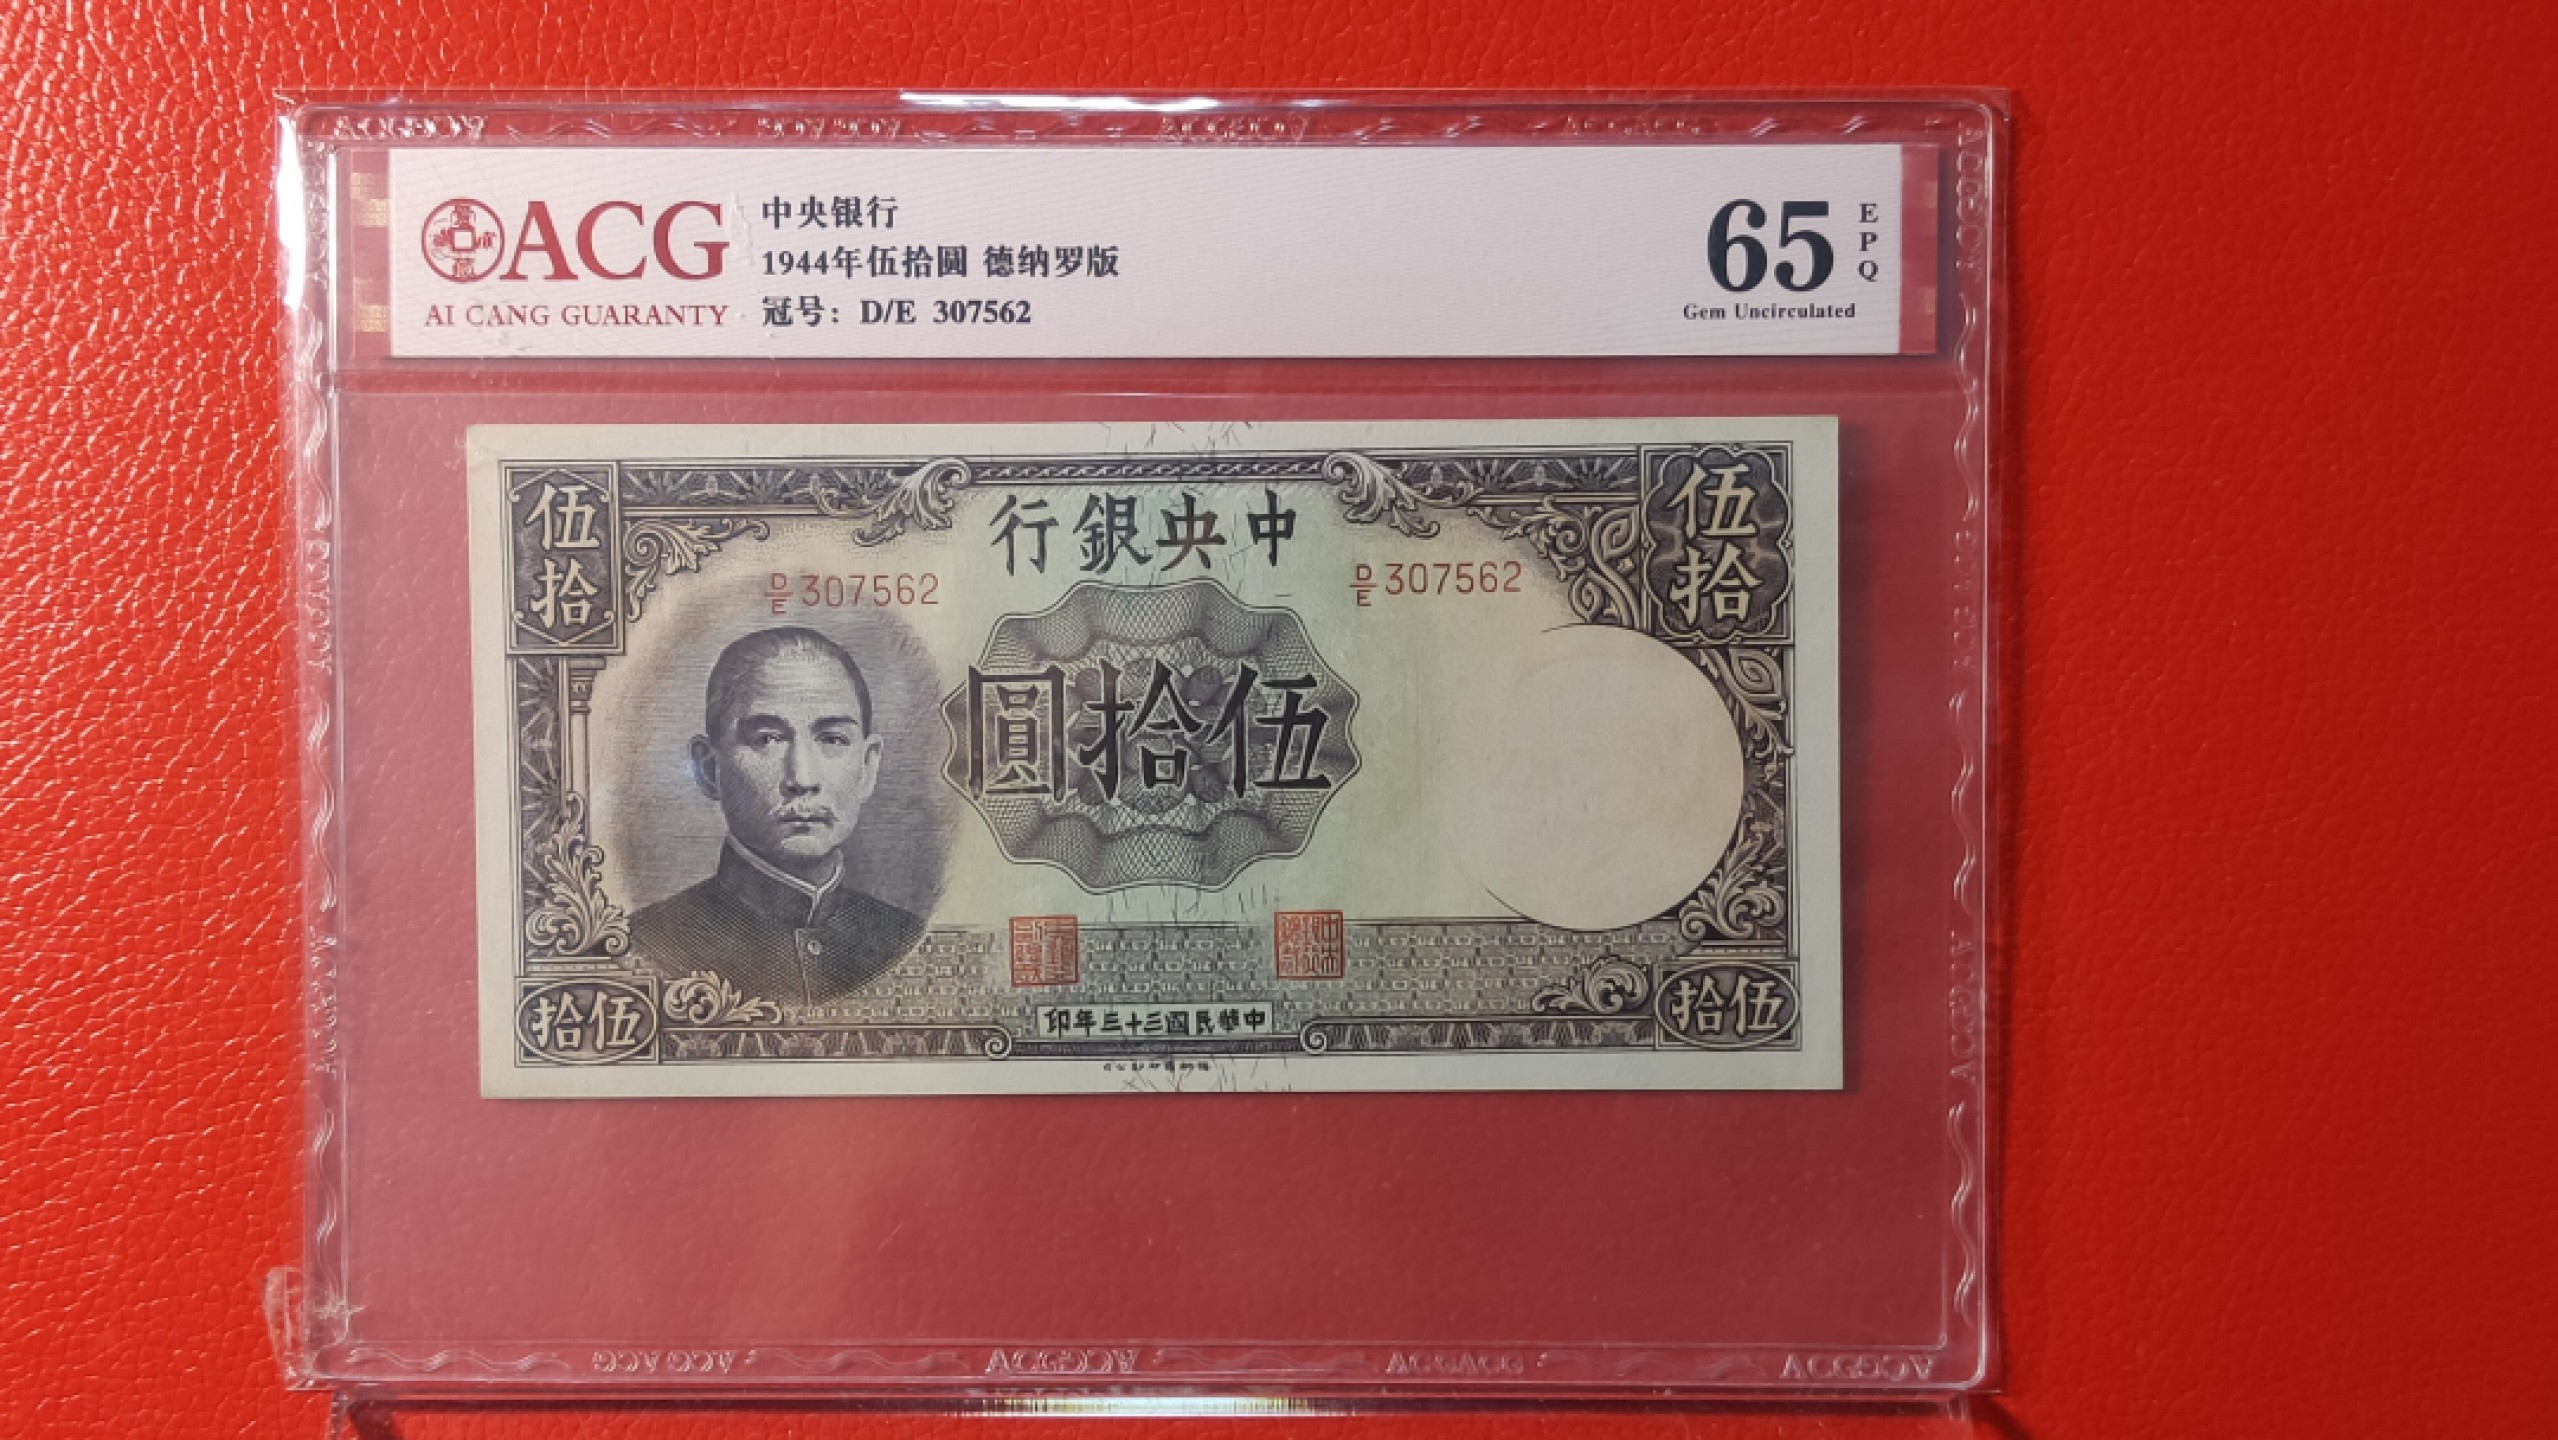 ACG
AI CANG GUARANTY
中央银行
1944年伍拾圆 德纳罗版
冠号：D/E 307562
65
EPQ
Gem Uncirculated
伍拾
行銀央中
伍拾
D/E 307562
D/E 307562
圓拾伍
拾伍
印年三十三國民華中
拾伍